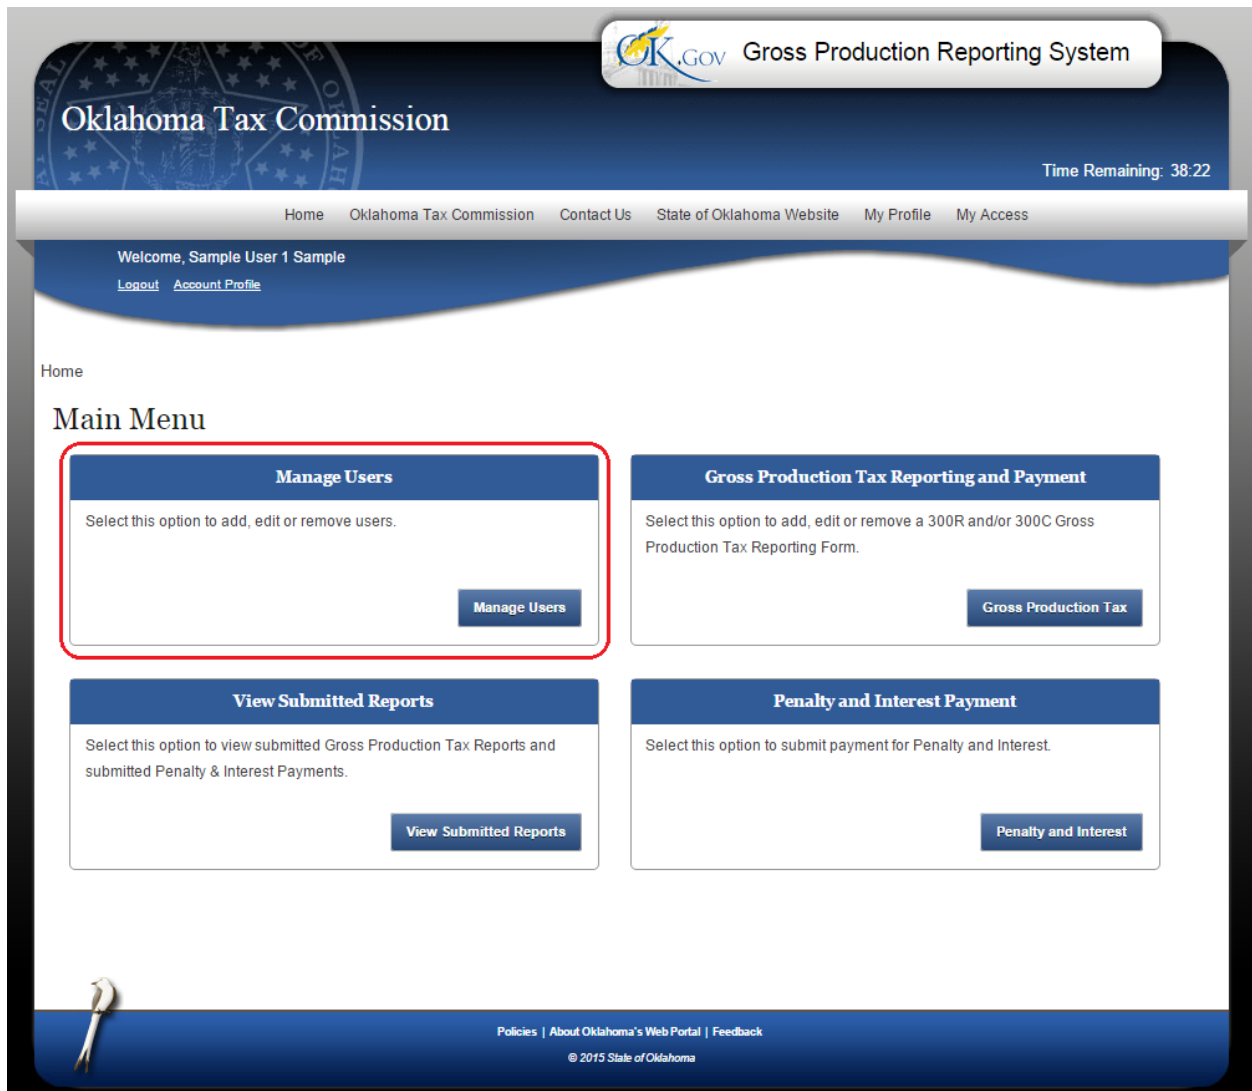 OK.GOV Gross Production Reporting System
Oklahoma Tax Commission
Time Remaining: 38:22
Home Oklahoma Tax Commission Contact Us State of Oklahoma Website My Profile My Access
Welcome, Sample User 1 Sample
Logout Account Profile
Home
Main Menu
Manage Users
Select this option to add, edit or remove users.
Manage Users
Gross Production Tax Reporting and Payment
Select this option to add, edit or remove a 300R and/or 300C Gross
Production Tax Reporting Form.
Gross Production Tax
View Submitted Reports
Select this option to view submitted Gross Production Tax Reports and
submitted Penalty & Interest Payments.
View Submitted Reports
Penalty and Interest Payment
Select this option to submit payment for Penalty and Interest.
Penalty and Interest
Policies | About Oklahoma's Web Portal | Feedback
© 2015 State of Oklahoma